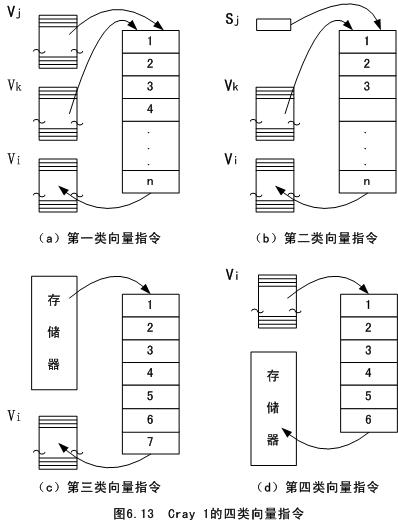 Vj
1
2
Vk
3
4
.
.
.
Vi
n
(a)第一类向量指令
Sj
1
2
Vk
3
.
.
.
Vi
n
(b)第二类向量指令
存
储
器
1
2
3
4
5
Vi
6
7
(c)第三类向量指令
Vi
1
2
3
存
储
器
4
5
6
(d)第四类向量指令
图6.13 Cray 1的四类向量指令